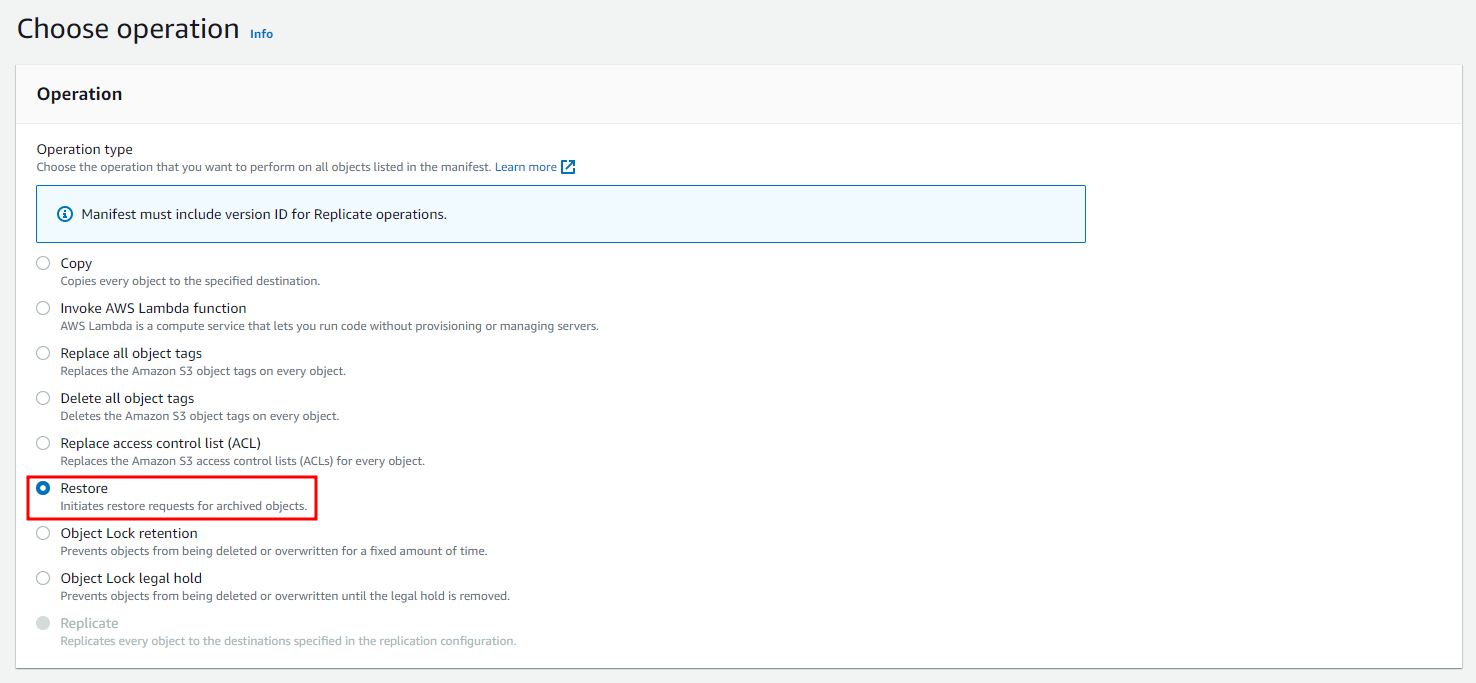 Choose operation Info
Operation
Operation type
Choose the operation that you want to perform on all objects listed in the manifest. Learn more
Manifest must include version ID for Replicate operations.
Copy
Copies every object to the specified destination.
Invoke AWS Lambda function
AWS Lambda is a compute service that lets you run code without provisioning or managing servers.
Replace all object tags
Replaces the Amazon S3 object tags on every object.
Delete all object tags
Deletes the Amazon S3 object tags on every object.
Replace access control list (ACL)
Replaces the Amazon S3 access control lists (ACLs) for every object.
Restore
Initiates restore requests for archived objects.
Object Lock retention
Prevents objects from being deleted or overwritten for a fixed amount of time.
Object Lock legal hold
Prevents objects from being deleted or overwritten until the legal hold is removed.
Replicate
Replicates every object to the destinations specified in the replication configuration.